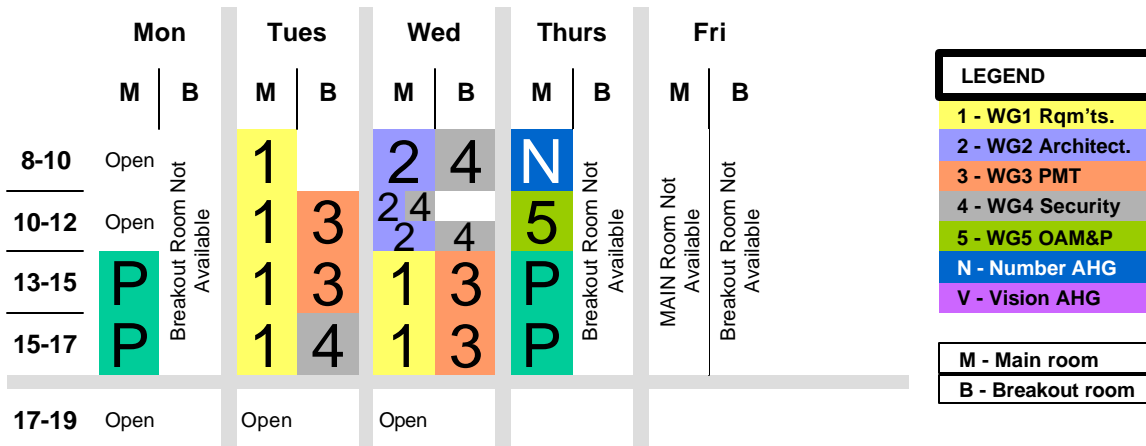 Mon Tues Wed Thurs Fri
M B M B M B M B M B
LEGEND
1 - WG1 Rqm'ts.
2 - WG2 Architect.
3 - WG3 PMT
4 - WG4 Security
5 - WG5 OAM&P
N - Number AHG
V - Vision AHG
M - Main room
B - Breakout room
8-10 Open 1 2 4 N
10-12 Open 1 3 2 4 5
2 4
13-15 P 1 3 1 3 P
15-17 P 1 4 1 3 P
Breakout Room Not
Available
Breakout Room Not
Available
MAIN Room Not
Available
Breakout Room Not
Available
17-19 Open Open Open